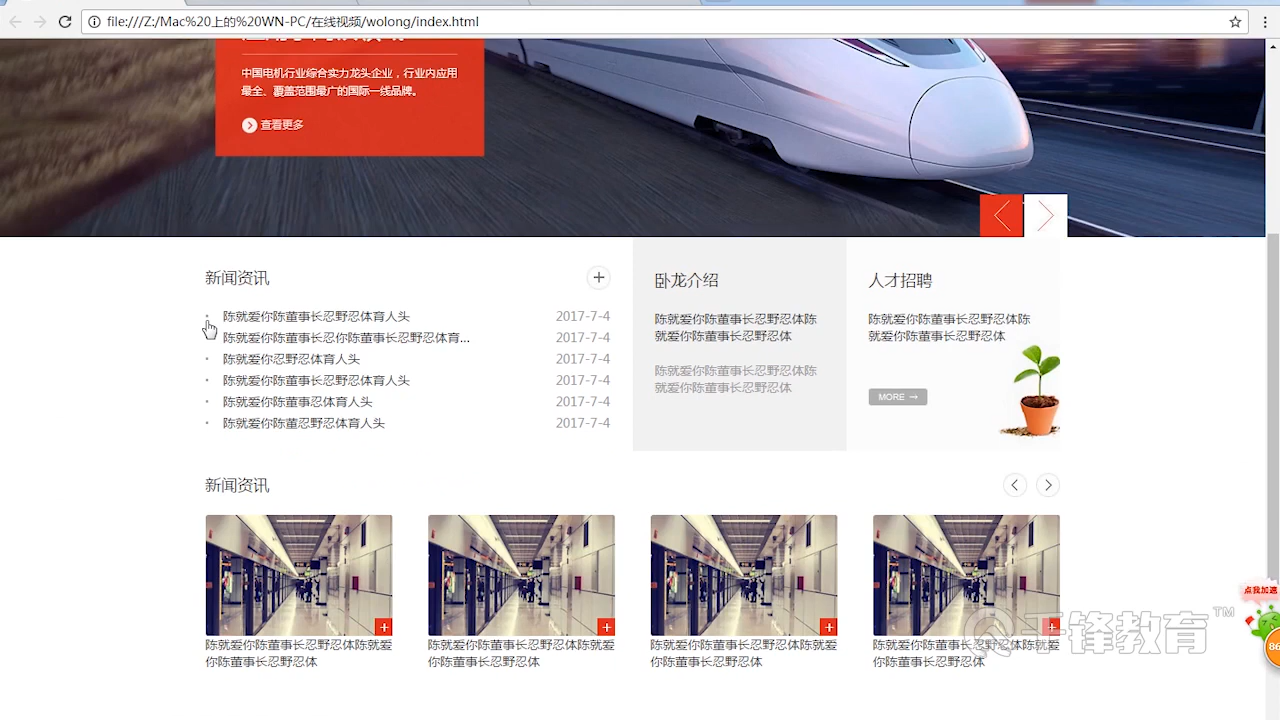 file:///Z:/Mac%20上的%20WN-PC/在线视频/wolong/index.html
中国电机行业综合实力龙头企业，行业内应用
最全、覆盖范围最广的国际一线品牌。
查看更多
新闻资讯
陈就爱你陈董事长忍野忍体育人头 2017-7-4
陈就爱你陈董事长忍你陈董事长忍野忍体育... 2017-7-4
陈就爱你忍野忍体育人头 2017-7-4
陈就爱你陈董事长忍野忍体育人头 2017-7-4
陈就爱你陈董事忍体育人头 2017-7-4
陈就爱你陈董忍野忍体育人头 2017-7-4
卧龙介绍
陈就爱你陈董事长忍野忍体陈
就爱你陈董事长忍野忍体
陈就爱你陈董事长忍野忍体陈
就爱你陈董事长忍野忍体
人才招聘
陈就爱你陈董事长忍野忍体陈
就爱你陈董事长忍野忍体
MORE →
新闻资讯
陈就爱你陈董事长忍野忍体陈就爱
你陈董事长忍野忍体
陈就爱你陈董事长忍野忍体陈就爱
你陈董事长忍野忍体
陈就爱你陈董事长忍野忍体陈就爱
你陈董事长忍野忍体
陈就爱你陈董事长忍野忍体陈就爱
你陈董事长忍野忍体
千锋教育™
点我加速
86